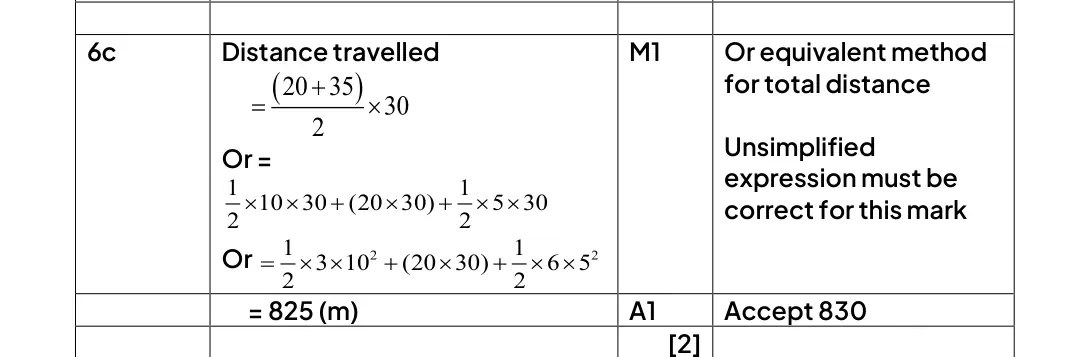 6c Distance travelled M1 Or equivalent method
= (20+35)/2 ×30 for total distance
Or = Unsimplified
1/2 ×10×30+(20×30)+ 1/2 ×5×30 expression must be
correct for this mark
Or = 1/2 ×3×10² +(20×30)+ 1/2 ×6×5²
= 825 (m) A1 Accept 830
[2]